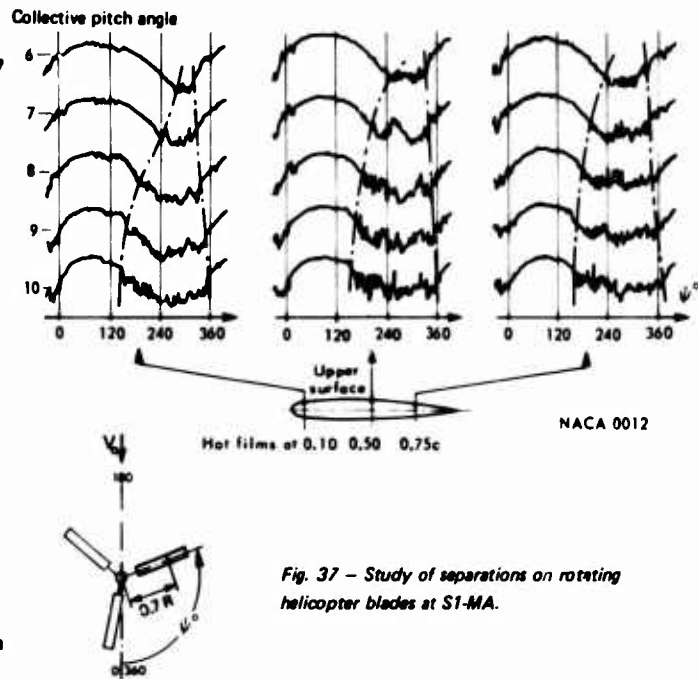 Collective pitch angle
6
7
8
9
10
0 120 240 360
0 120 240 360
0 120 240 360
ψ°
Upper
surface
NACA 0012
Hot films at 0.10 0.50 0.75c
V₀
180
0.7 R
ψ°
0.360
Fig. 37 – Study of separations on rotating
helicopter blades at S1-MA.